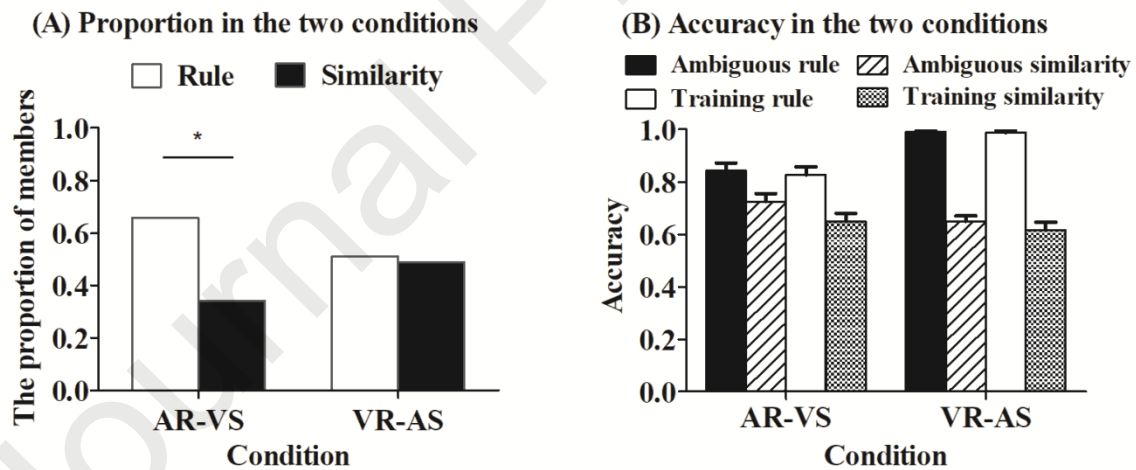 (A) Proportion in the two conditions
Rule
Similarity
*
The proportion of members
1.0
0.8
0.6
0.4
0.2
0.0
AR-VS
VR-AS
Condition
(B) Accuracy in the two conditions
Ambiguous rule
Ambiguous similarity
Training rule
Training similarity
Accuracy
1.0
0.8
0.6
0.4
0.2
0.0
AR-VS
VR-AS
Condition
Journal P